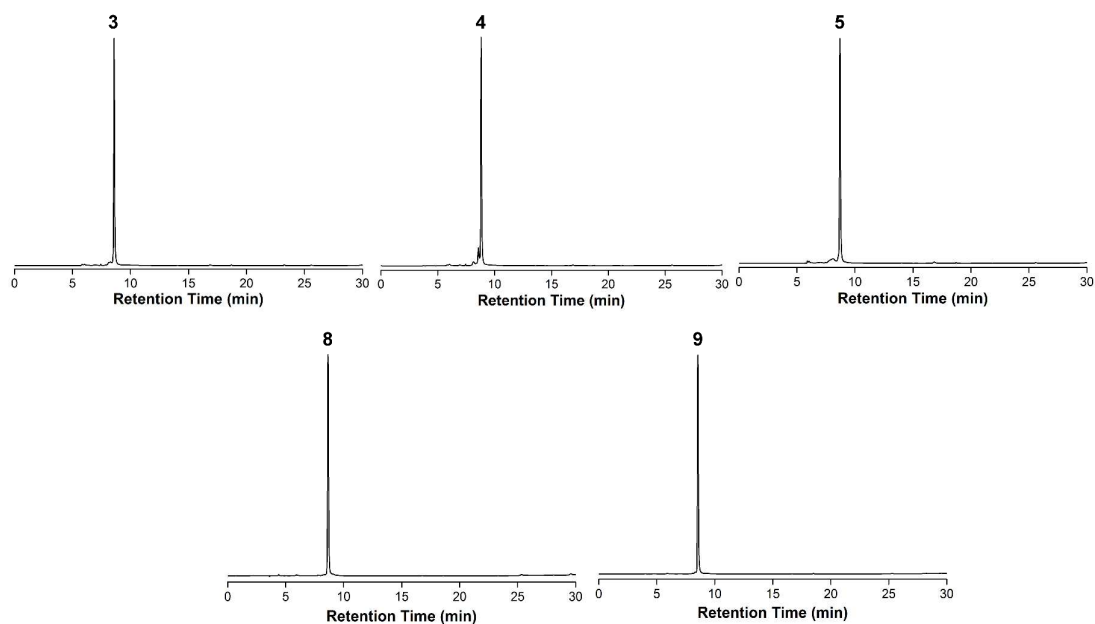 3 4 5
0 5 10 15 20 25 30 0 5 10 15 20 25 30 0 5 10 15 20 25 30
Retention Time (min) Retention Time (min) Retention Time (min)
8 9
0 5 10 15 20 25 30 0 5 10 15 20 25 30
Retention Time (min) Retention Time (min)